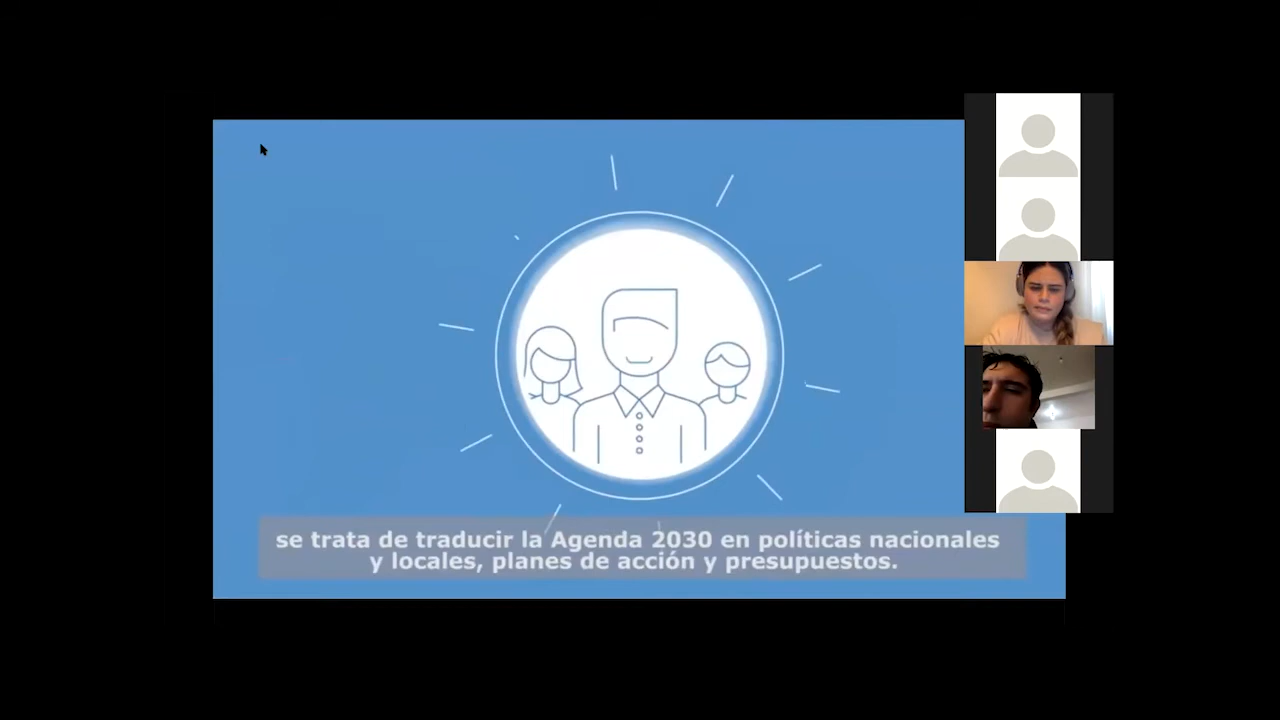 se trata de traducir la Agenda 2030 en políticas nacionales
y locales, planes de acción y presupuestos.